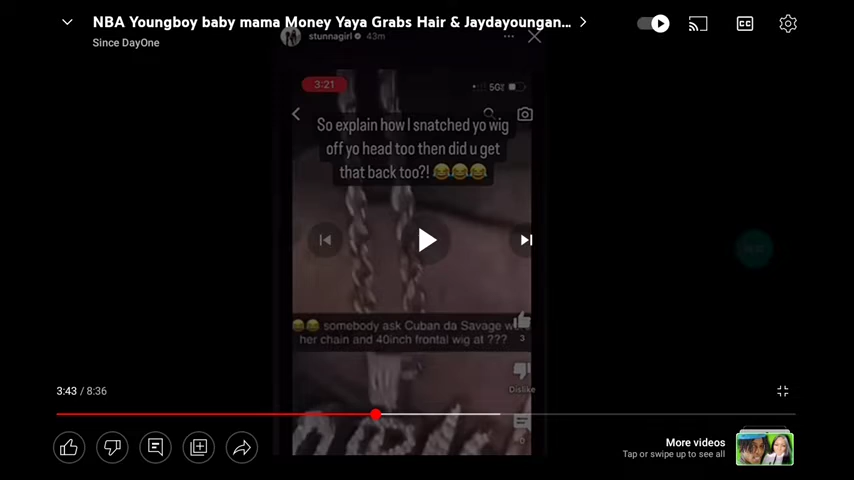 NBA Youngboy baby mama Money Yaya Grabs Hair & Jaydayoungan...
Since DayOne
stunnagirl 43m
3:21
5G
So explain how I snatched yo wig
off yo head too then did u get
that back too?! 😂😂😂
😂😂 somebody ask Cuban da Savage
her chain and 40inch frontal wig at ???
3
Dislike
0
3:43 / 8:36
More videos
Tap or swipe up to see all